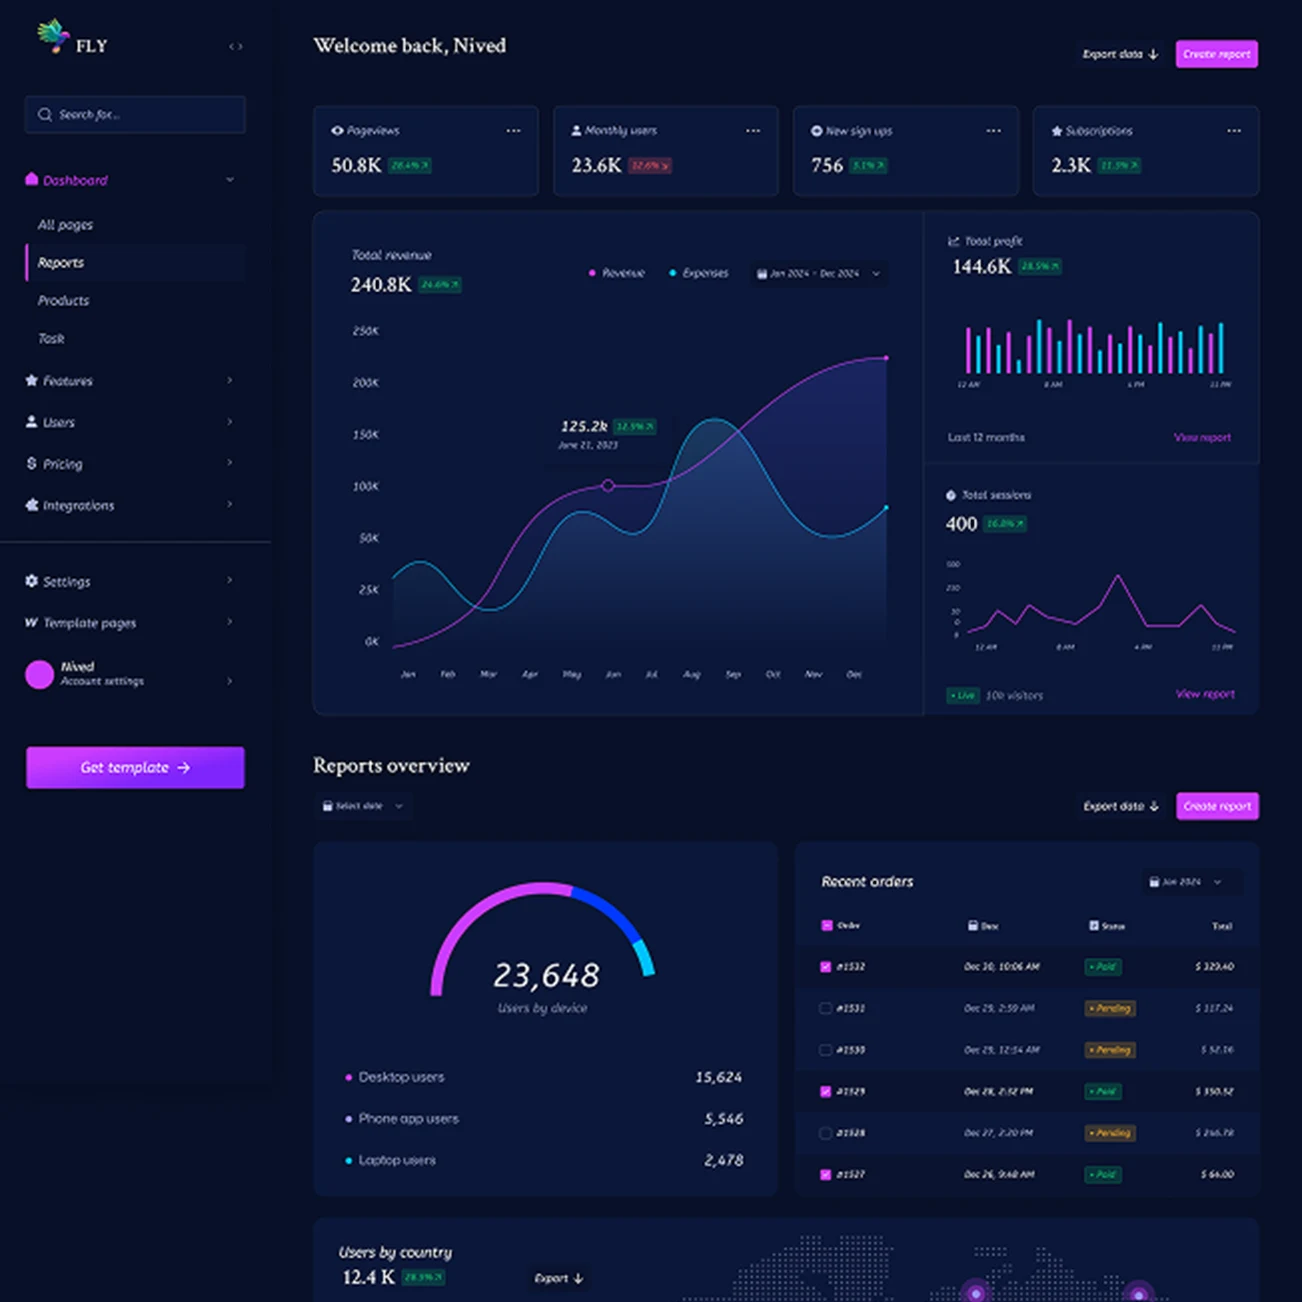 FLY
Search for...
Dashboard
All pages
Reports
Products
Task
Features
Users
Pricing
Integrations
Settings
Template pages
Nived
Account settings
Get template →
Welcome back, Nived
Export data ↓
Create report
Pageviews
50.8K 28.4%
Monthly users
23.6K 12.6%
New sign ups
756 3.1%
Subscriptions
2.3K 11.3%
Total revenue
240.8K 24.6%
Revenue
Expenses
Jan 2024 - Dec 2024
250K
200K
150K
100K
50K
25K
0K
125.2k 12.3%
June 21, 2023
Jan Feb Mar Apr May Jun Jul Aug Sep Oct Nov Dec
Total profit
144.6K 28.5%
12 AM 8 AM 4 PM 11 PM
Last 12 months
View report
Total sessions
400 16.8%
500
250
0
12 AM 8 AM 4 PM 11 PM
• Live 10k visitors
View report
Reports overview
Select date
Export data ↓
Create report
23,648
Users by device
Desktop users 15,624
Phone app users 5,546
Laptop users 2,478
Recent orders
Jan 2024
Order Date Status Total
#1532 Dec 30, 10:06 AM • Paid $ 329.40
#1531 Dec 29, 2:59 AM • Pending $ 117.24
#1530 Dec 29, 12:54 AM • Pending $ 52.16
#1529 Dec 28, 2:32 PM • Paid $ 350.52
#1528 Dec 27, 2:20 PM • Pending $ 246.78
#1527 Dec 26, 9:48 AM • Paid $ 64.00
Users by country
12.4 K 28.5%
Export ↓